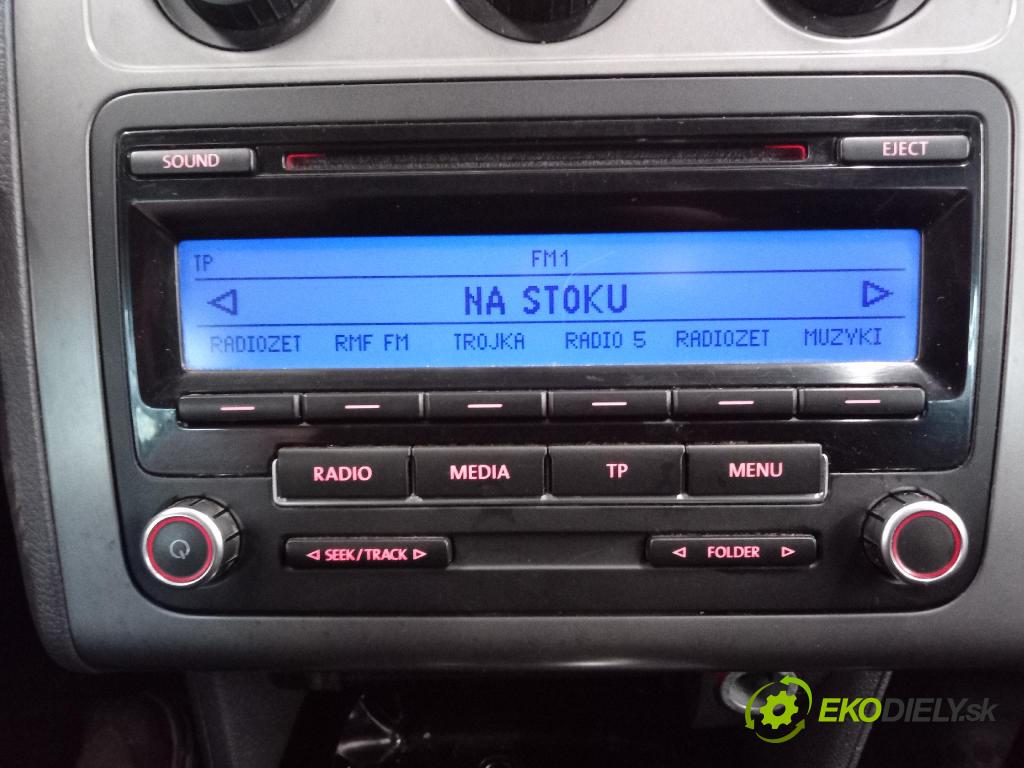 SOUND
EJECT
TP FM1
NA STOKU
RADIOZET RMF FM TROJKA RADIO 5 RADIOZET MUZYKI
RADIO MEDIA TP MENU
SEEK/TRACK FOLDER
EKODIELY.sk